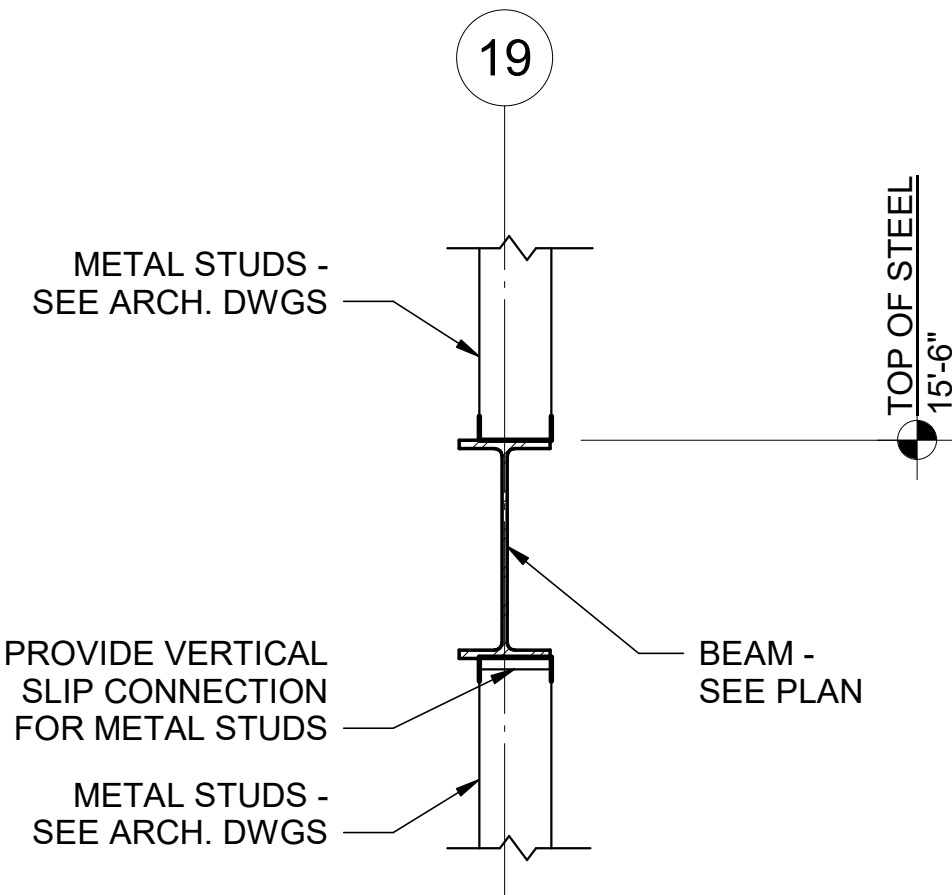 19
METAL STUDS -
SEE ARCH. DWGS
TOP OF STEEL
15'-6"
PROVIDE VERTICAL
SLIP CONNECTION
FOR METAL STUDS
BEAM -
SEE PLAN
METAL STUDS -
SEE ARCH. DWGS